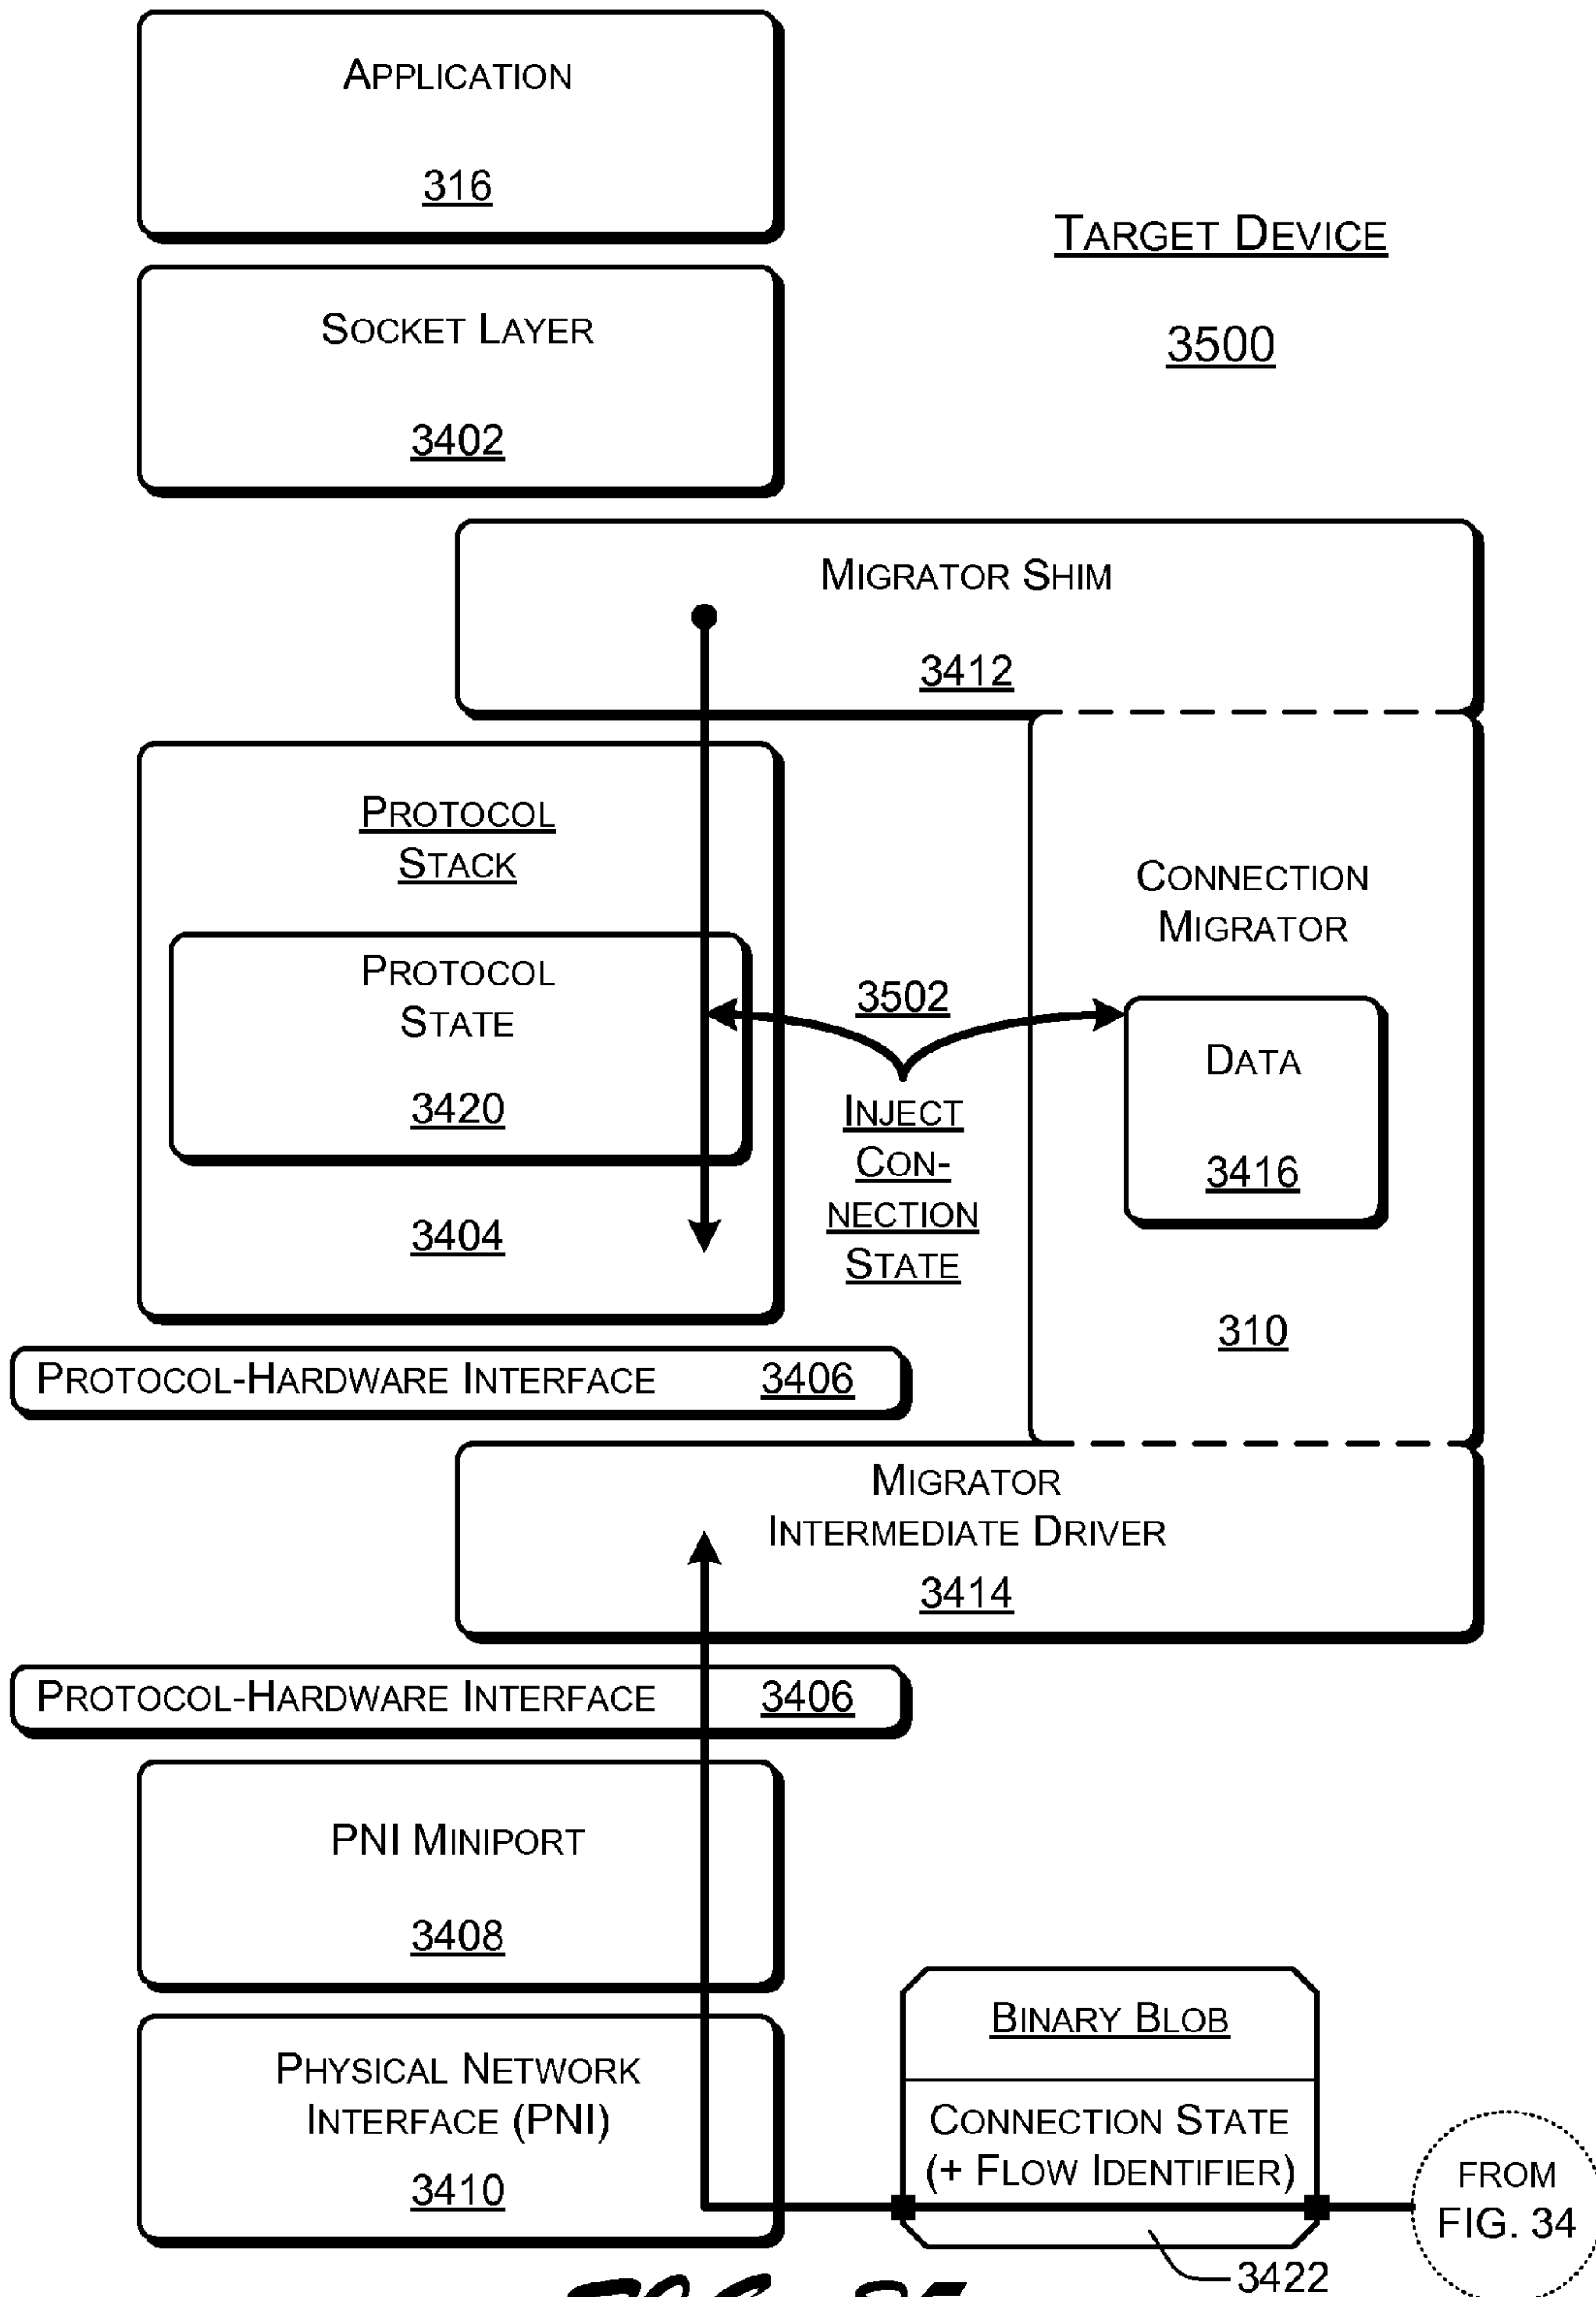 APPLICATION
316
TARGET DEVICE
3500
SOCKET LAYER
3402
MIGRATOR SHIM
3412
PROTOCOL
STACK
PROTOCOL
STATE
3420
3404
3502
INJECT
CON-
NECTION
STATE
CONNECTION
MIGRATOR
DATA
3416
310
PROTOCOL-HARDWARE INTERFACE 3406
MIGRATOR
INTERMEDIATE DRIVER
3414
PROTOCOL-HARDWARE INTERFACE 3406
PNI MINIPORT
3408
PHYSICAL NETWORK
INTERFACE (PNI)
3410
BINARY BLOB
CONNECTION STATE
(+ FLOW IDENTIFIER)
3422
FROM
FIG. 34